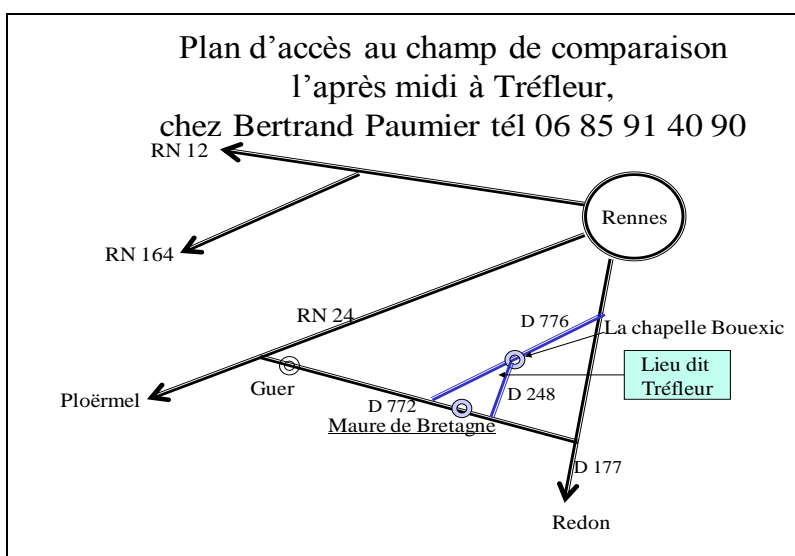 Plan d'accès au champ de comparaison
l'après midi à Tréfleur,
chez Bertrand Paumier tél 06 85 91 40 90
RN 12
Rennes
RN 164
RN 24
D 776
La chapelle Bouexic
Lieu dit
Tréfleur
Guer
D 248
Ploërmel
D 772
Maure de Bretagne
D 177
Redon